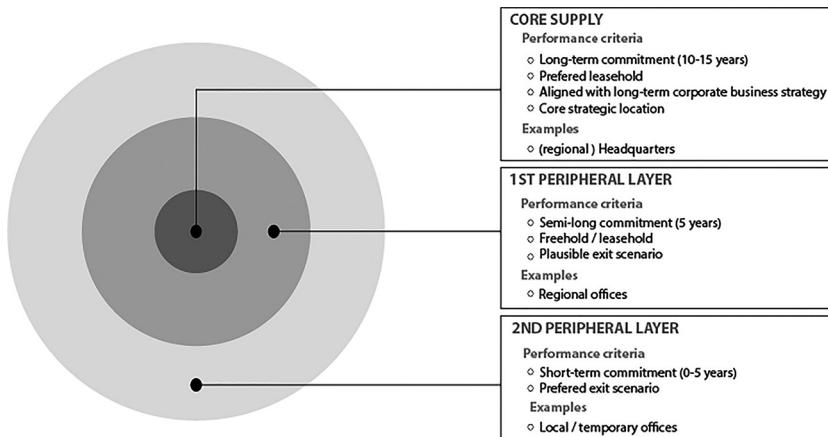 CORE SUPPLY
Performance criteria
Long-term commitment (10-15 years)
Prefered leasehold
Aligned with long-term corporate business strategy
Core strategic location
Examples
(regional ) Headquarters
1ST PERIPHERAL LAYER
Performance criteria
Semi-long commitment (5 years)
Freehold / leasehold
Plausible exit scenario
Examples
Regional offices
2ND PERIPHERAL LAYER
Performance criteria
Short-term commitment (0-5 years)
Prefered exit scenario
Examples
Local / temporary offices